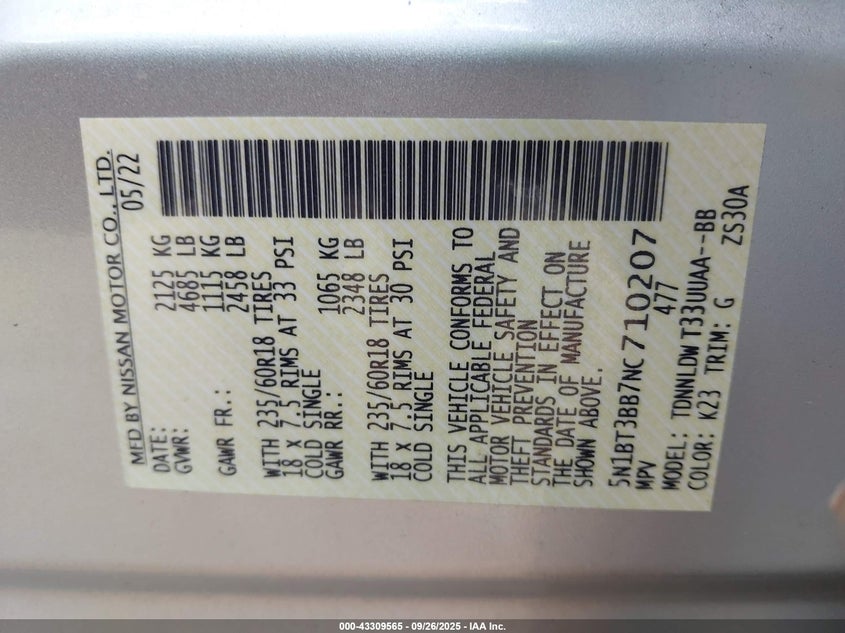 MFD BY NISSAN MOTOR CO., LTD.
DATE: 05/22
GVWR: 2125 KG
4685 LB
GAWR FR.: 1115 KG
2458 LB
WITH 235/60R18 TIRES
18 X 7.5 RIMS AT 33 PSI
COLD SINGLE
GAWR RR.: 1065 KG
2348 LB
WITH 235/60R18 TIRES
18 X 7.5 RIMS AT 30 PSI
COLD SINGLE
THIS VEHICLE CONFORMS TO
ALL APPLICABLE FEDERAL
MOTOR VEHICLE SAFETY AND
THEFT PREVENTION
STANDARDS IN EFFECT ON
THE DATE OF MANUFACTURE
SHOWN ABOVE.
5N1BT3BB7NC710207
MPV 477
MODEL: TDNNLDW T33UUAA--BB
COLOR: K23 TRIM: G ZS30A
000-43309565 - 09/26/2025 - IAA Inc.